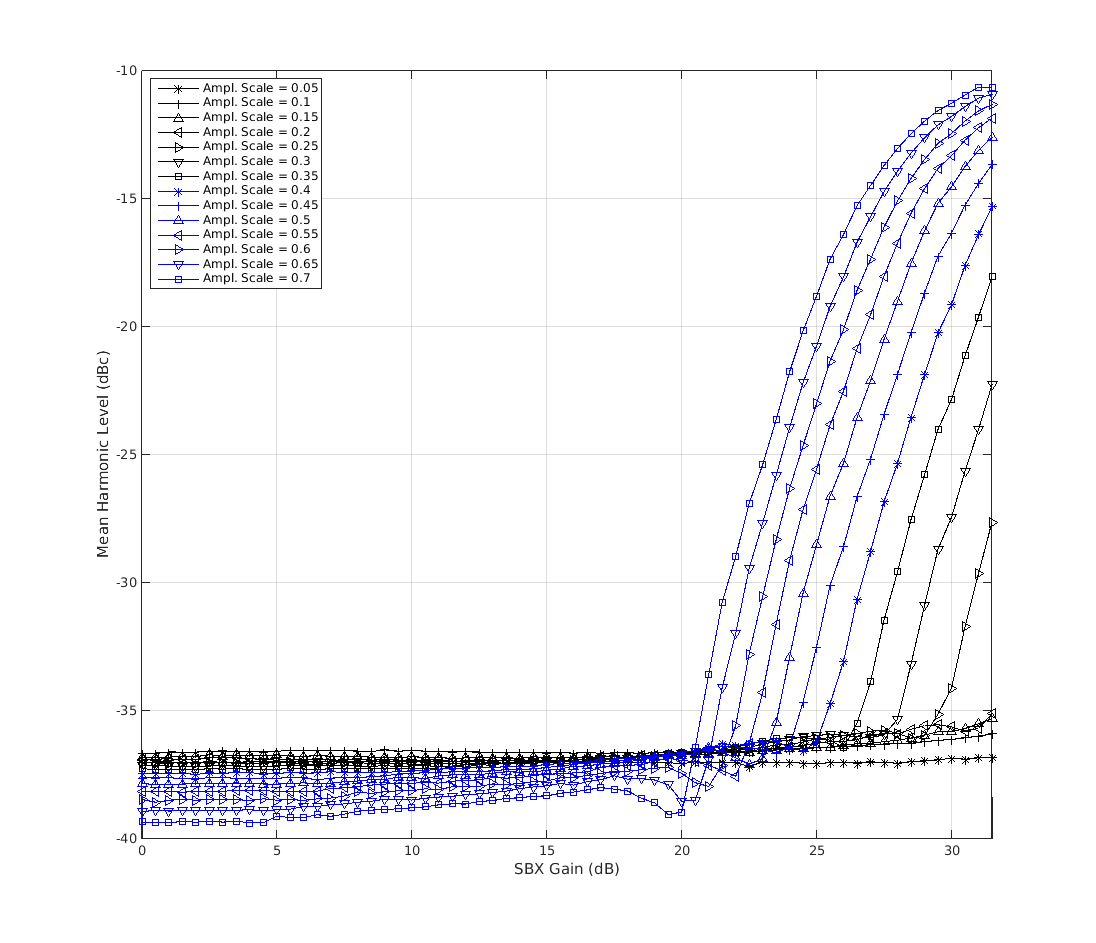 -10
-15
-20
-25
-30
-35
-40
Mean Harmonic Level (dBc)
Ampl. Scale = 0.05
Ampl. Scale = 0.1
Ampl. Scale = 0.15
Ampl. Scale = 0.2
Ampl. Scale = 0.25
Ampl. Scale = 0.3
Ampl. Scale = 0.35
Ampl. Scale = 0.4
Ampl. Scale = 0.45
Ampl. Scale = 0.5
Ampl. Scale = 0.55
Ampl. Scale = 0.6
Ampl. Scale = 0.65
Ampl. Scale = 0.7
0 5 10 15 20 25 30
SBX Gain (dB)